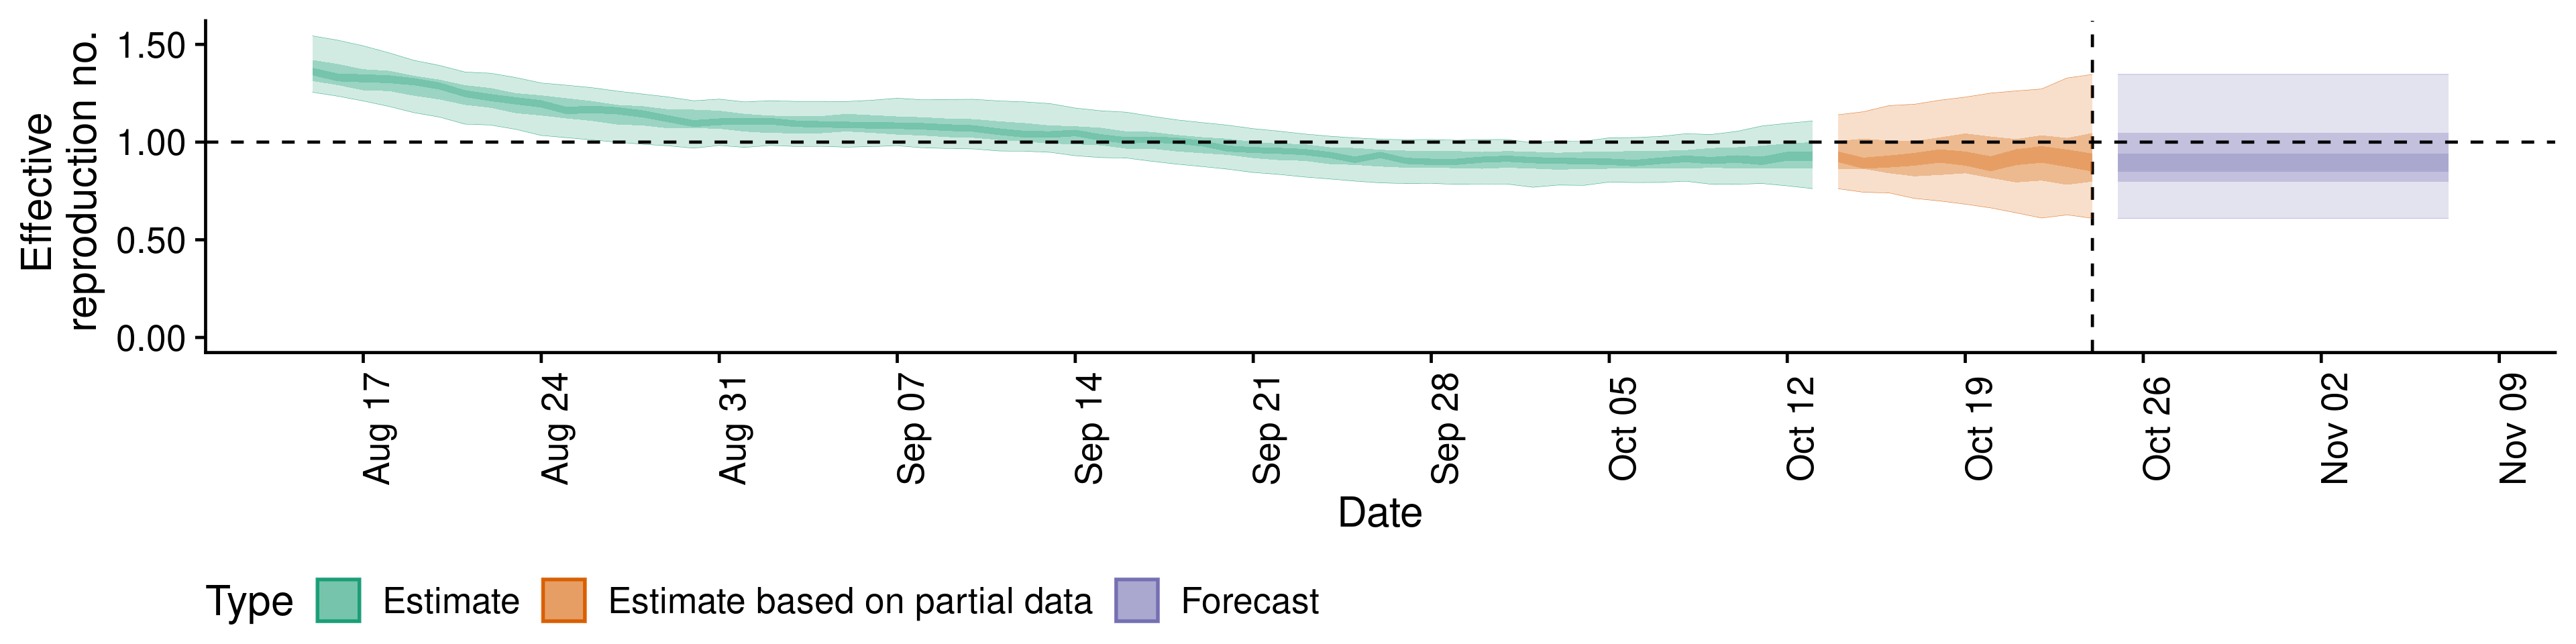 Effective
reproduction no.
1.50
1.00
0.50
0.00
Aug 17
Aug 24
Aug 31
Sep 07
Sep 14
Sep 21
Sep 28
Oct 05
Oct 12
Oct 19
Oct 26
Nov 02
Nov 09
Date
Type Estimate Estimate based on partial data Forecast